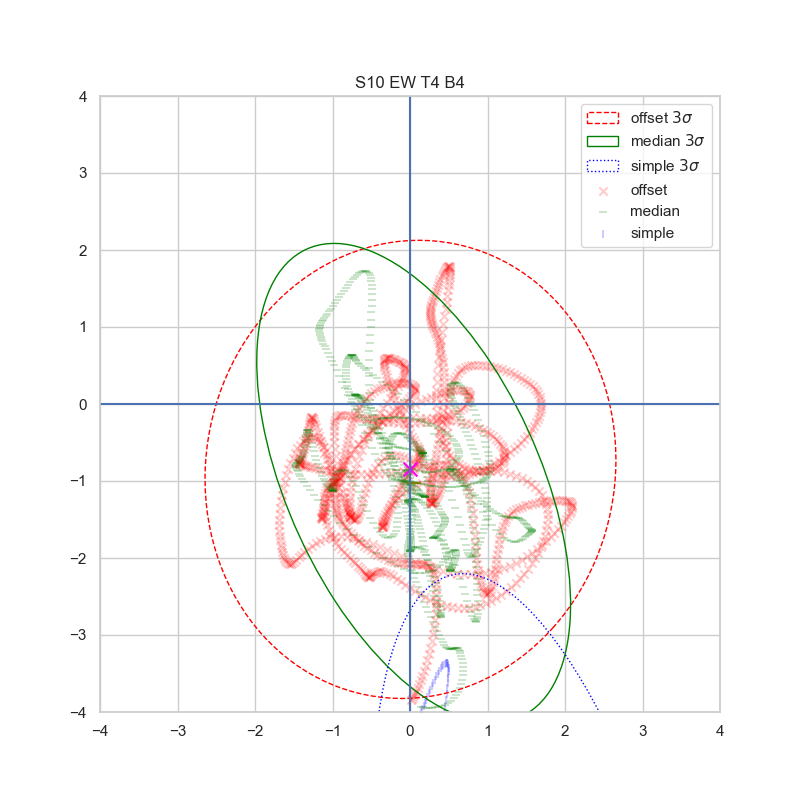 S10 EW T4 B4
offset 3σ
median 3σ
simple 3σ
offset
median
simple
4
3
2
1
0
−1
−2
−3
−4
−4 −3 −2 −1 0 1 2 3 4